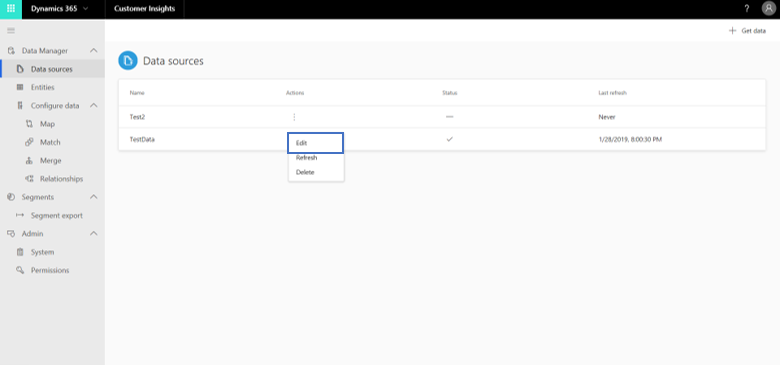 Dynamics 365 Customer Insights ?
Get data
Data Manager
Data sources
Entities
Configure data
Map
Match
Merge
Relationships
Segments
Segment export
Admin
System
Permissions
Data sources
Name Actions Status Last refresh
Test2 Never
TestData 1/28/2019, 8:00:30 PM
Edit
Refresh
Delete